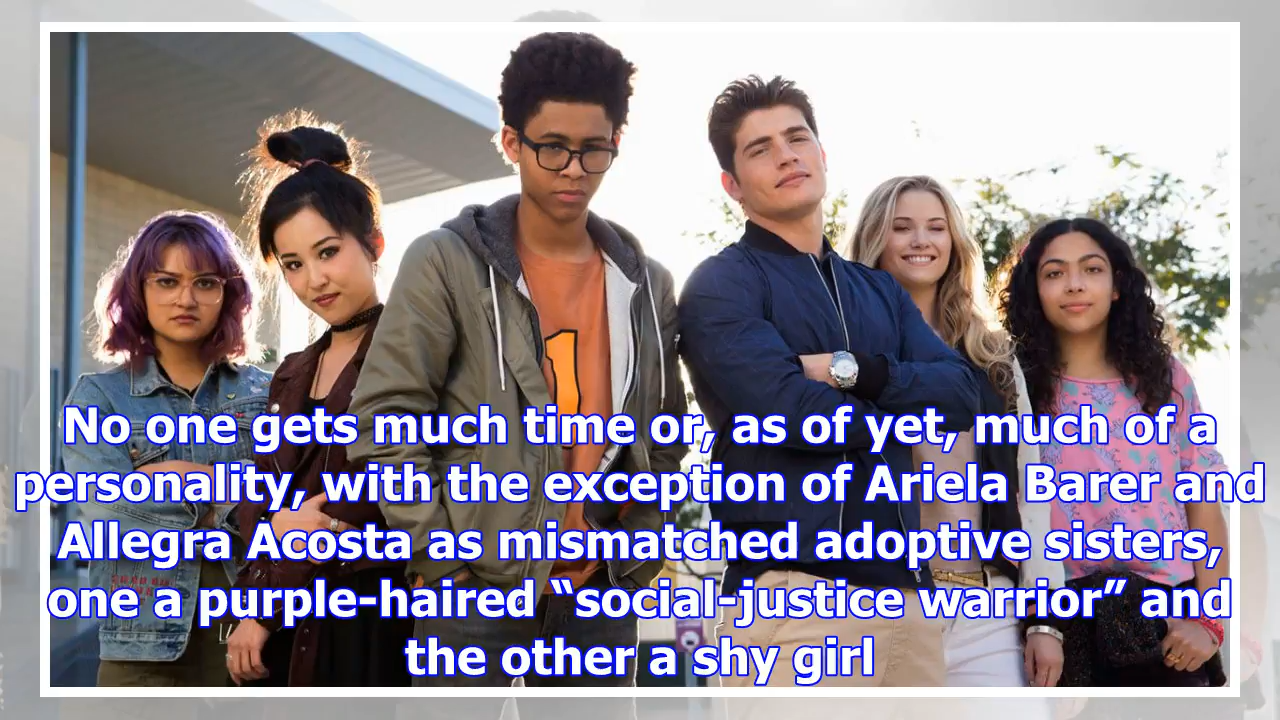 No one gets much time or, as of yet, much of a
personality, with the exception of Ariela Barer and
Allegra Acosta as mismatched adoptive sisters,
one a purple-haired “social-justice warrior” and
the other a shy girl